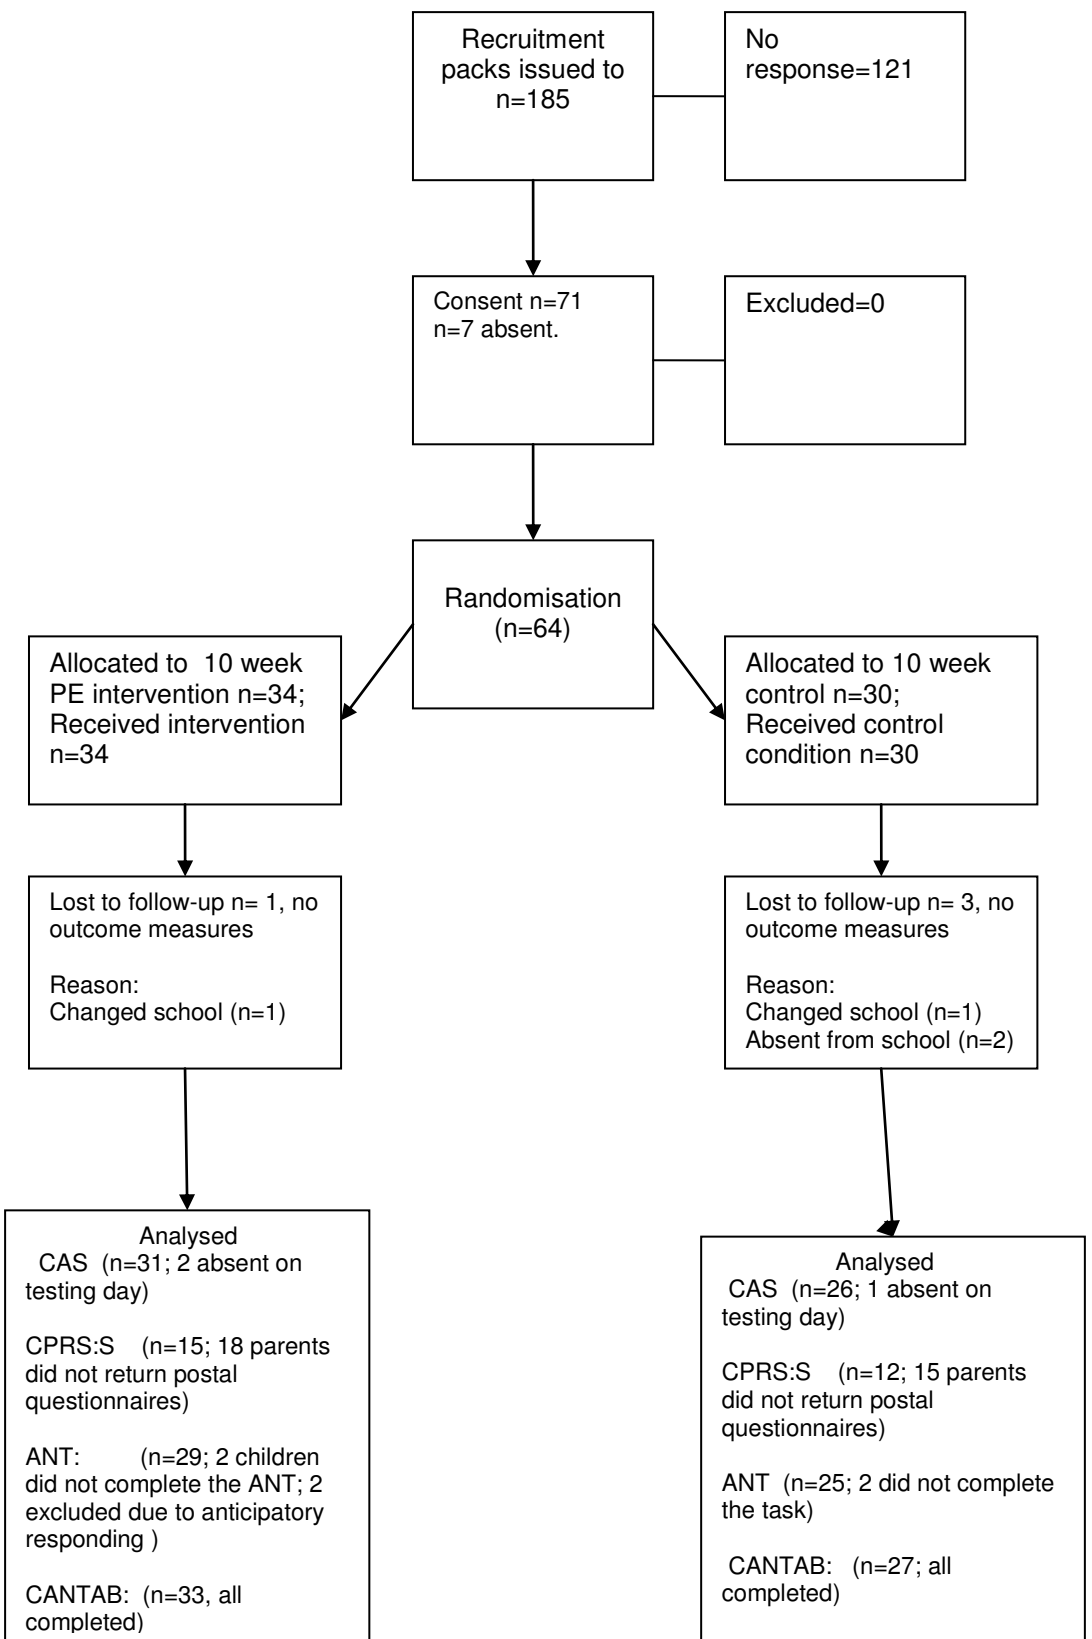 Recruitment
packs issued to
n=185
No
response=121
Consent n=71
n=7 absent.
Excluded=0
Randomisation
(n=64)
Allocated to  10 week
PE intervention n=34;
Received intervention
n=34
Allocated to 10 week
control n=30;
Received control
condition n=30
Lost to follow-up n= 1, no
outcome measures
Reason:
Changed school (n=1)
Lost to follow-up n= 3, no
outcome measures
Reason:
Changed school (n=1)
Absent from school (n=2)
Analysed
CAS  (n=31; 2 absent on
testing day)
CPRS:S    (n=15; 18 parents
did not return postal
questionnaires)
ANT:         (n=29; 2 children
did not complete the ANT; 2
excluded due to anticipatory
responding )
CANTAB:  (n=33, all
completed)
Analysed
CAS  (n=26; 1 absent on
testing day)
CPRS:S    (n=12; 15 parents
did not return postal
questionnaires)
ANT  (n=25; 2 did not complete
the task)
CANTAB:   (n=27; all
completed)